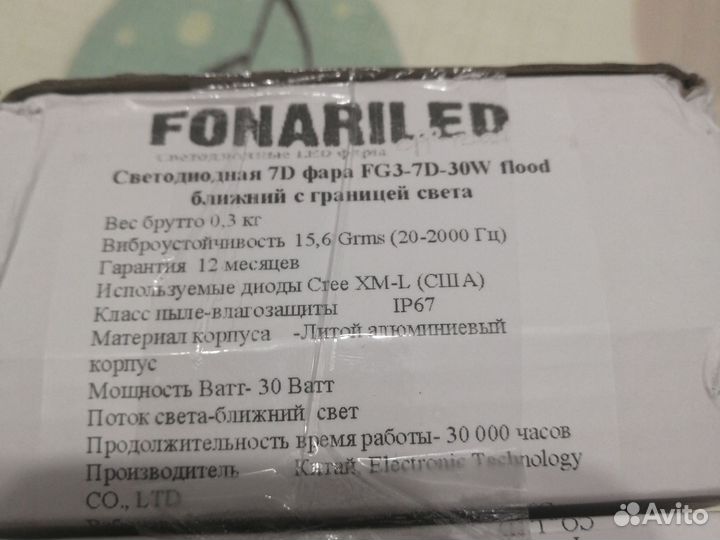 FONARILED
Светодиодные LED фары
Светодиодная 7D фара FG3-7D-30W flood
ближний с границей света
Вес брутто 0,3 кг
Виброустойчивость 15,6 Grms (20-2000 Гц)
Гарантия 12 месяцев
Используемые диоды Cree XM-L (США)
Класс пыле-влагозащиты IP67
Материал корпуса -Литой алюминиевый
корпус
Мощность Ватт- 30 Ватт
Поток света-ближний свет
Продолжительность время работы- 30 000 часов
Производитель Китай, Electronic Technology
CO., LTD
Avito